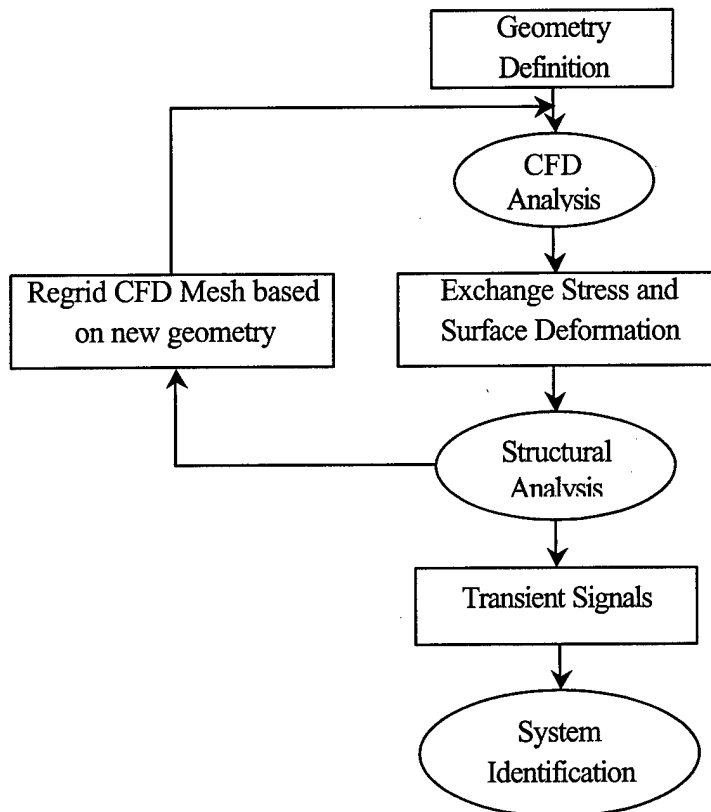 Geometry
Definition
CFD
Analysis
Regrid CFD Mesh based
on new geometry
Exchange Stress and
Surface Deformation
Structural
Analysis
Transient Signals
System
Identification